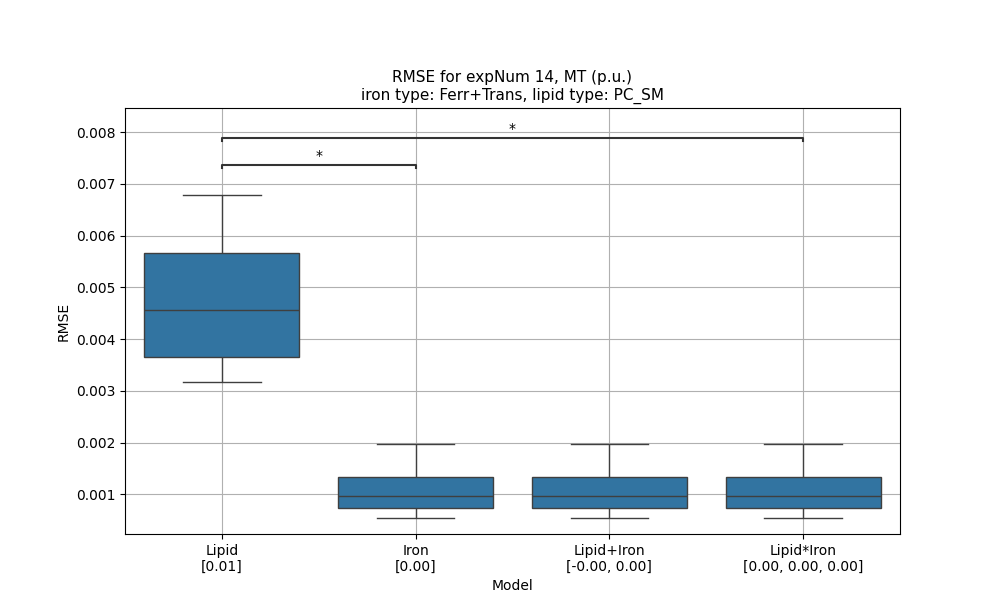 RMSE for expNum 14, MT (p.u.)
iron type: Ferr+Trans, lipid type: PC_SM
0.008
0.007
0.006
0.005
0.004
0.003
0.002
0.001
RMSE
*
*
Lipid
[0.01]
Iron
[0.00]
Lipid+Iron
[-0.00, 0.00]
Lipid*Iron
[0.00, 0.00, 0.00]
Model